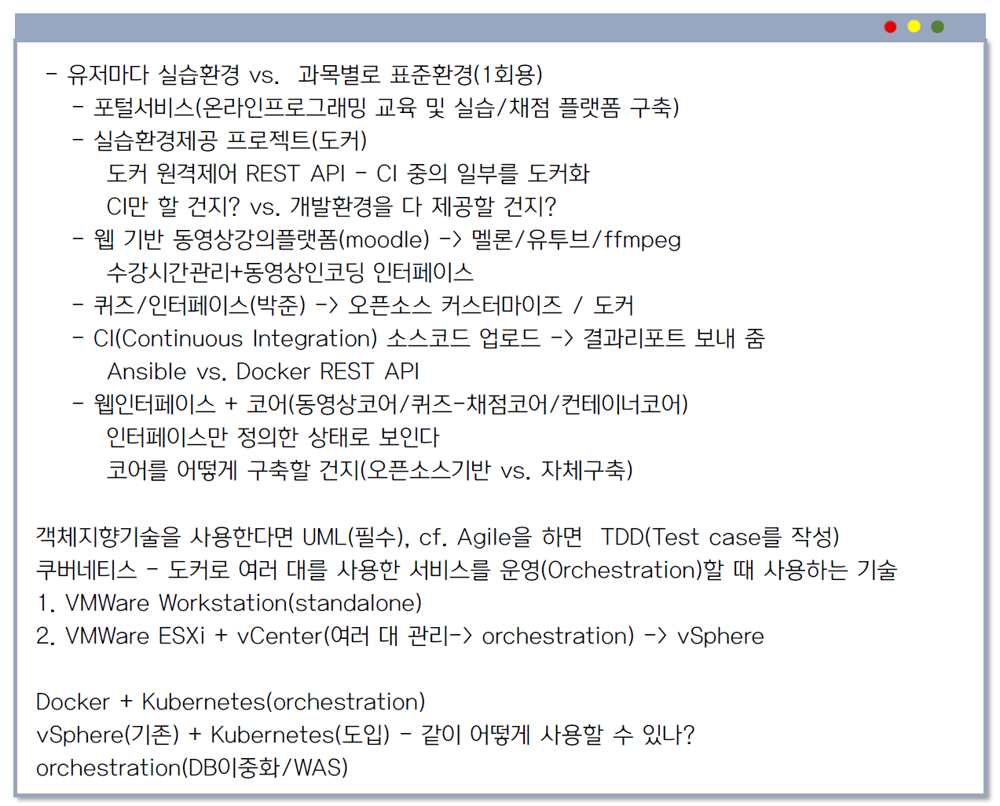 - 유저마다 실습환경 vs. 과목별로 표준환경(1회용)
- 포털서비스(온라인프로그래밍 교육 및 실습/채점 플랫폼 구축)
- 실습환경제공 프로젝트(도커)
도커 원격제어 REST API - CI 중의 일부를 도커화
CI만 할 건지? vs. 개발환경을 다 제공할 건지?
- 웹 기반 동영상강의플랫폼(moodle) -> 멜론/유투브/ffmpeg
수강시간관리+동영상인코딩 인터페이스
- 퀴즈/인터페이스(박준) -> 오픈소스 커스터마이즈 / 도커
- CI(Continuous Integration) 소스코드 업로드 -> 결과리포트 보내 줌
Ansible vs. Docker REST API
- 웹인터페이스 + 코어(동영상코어/퀴즈-채점코어/컨테이너코어)
인터페이스만 정의한 상태로 보인다
코어를 어떻게 구축할 건지(오픈소스기반 vs. 자체구축)
객체지향기술을 사용한다면 UML(필수), cf. Agile을 하면 TDD(Test case를 작성)
쿠버네티스 - 도커로 여러 대를 사용한 서비스를 운영(Orchestration)할 때 사용하는 기술
1. VMWare Workstation(standalone)
2. VMWare ESXi + vCenter(여러 대 관리-> orchestration) -> vSphere
Docker + Kubernetes(orchestration)
vSphere(기존) + Kubernetes(도입) - 같이 어떻게 사용할 수 있나?
orchestration(DB이중화/WAS)